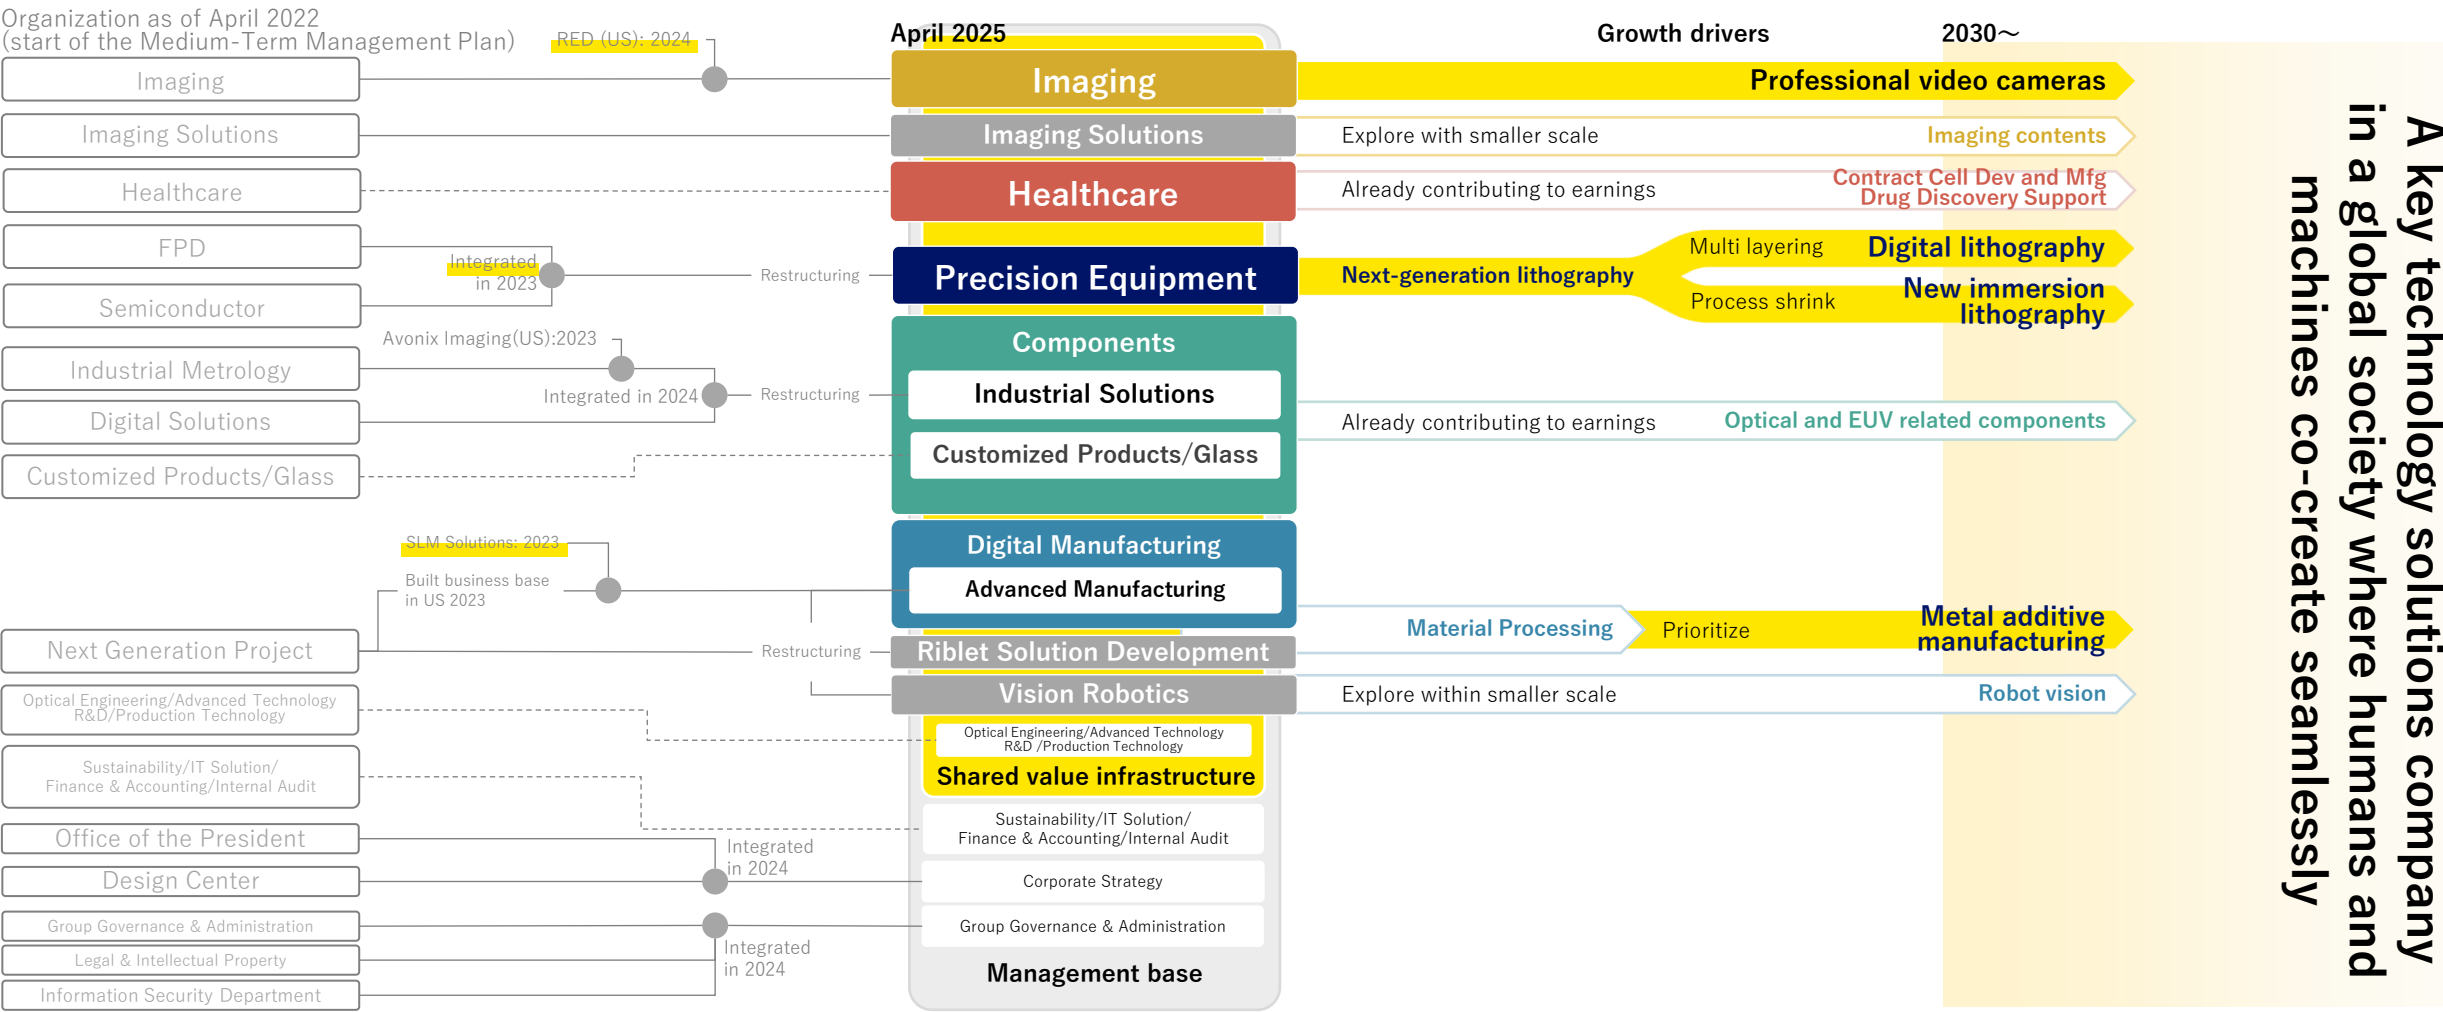 Organization as of April 2022
(start of the Medium-Term Management Plan)
RED (US): 2024
April 2025
Growth drivers
2030～
Imaging
Imaging
Professional video cameras
Imaging Solutions
Imaging Solutions
Explore with smaller scale
Imaging contents
Healthcare
Healthcare
Already contributing to earnings
Contract Cell Dev and Mfg
Drug Discovery Support
FPD
Integrated
in 2023
Semiconductor
Restructuring
Precision Equipment
Next-generation lithography
Multi layering
Digital lithography
Process shrink
New immersion
lithography
Avonix Imaging(US):2023
Industrial Metrology
Integrated in 2024
Digital Solutions
Restructuring
Customized Products/Glass
Components
Industrial Solutions
Customized Products/Glass
Already contributing to earnings
Optical and EUV related components
SLM Solutions: 2023
Built business base
in US 2023
Digital Manufacturing
Advanced Manufacturing
Next Generation Project
Restructuring
Riblet Solution Development
Material Processing
Prioritize
Metal additive
manufacturing
Vision Robotics
Explore within smaller scale
Robot vision
Optical Engineering/Advanced Technology
R&D/Production Technology
Optical Engineering/Advanced Technology
R&D /Production Technology
Shared value infrastructure
Sustainability/IT Solution/
Finance & Accounting/Internal Audit
Sustainability/IT Solution/
Finance & Accounting/Internal Audit
Office of the President
Integrated
in 2024
Design Center
Corporate Strategy
Group Governance & Administration
Group Governance & Administration
Legal & Intellectual Property
Integrated
in 2024
Information Security Department
Management base
A key technology solutions company
in a global society where humans and
machines co-create seamlessly